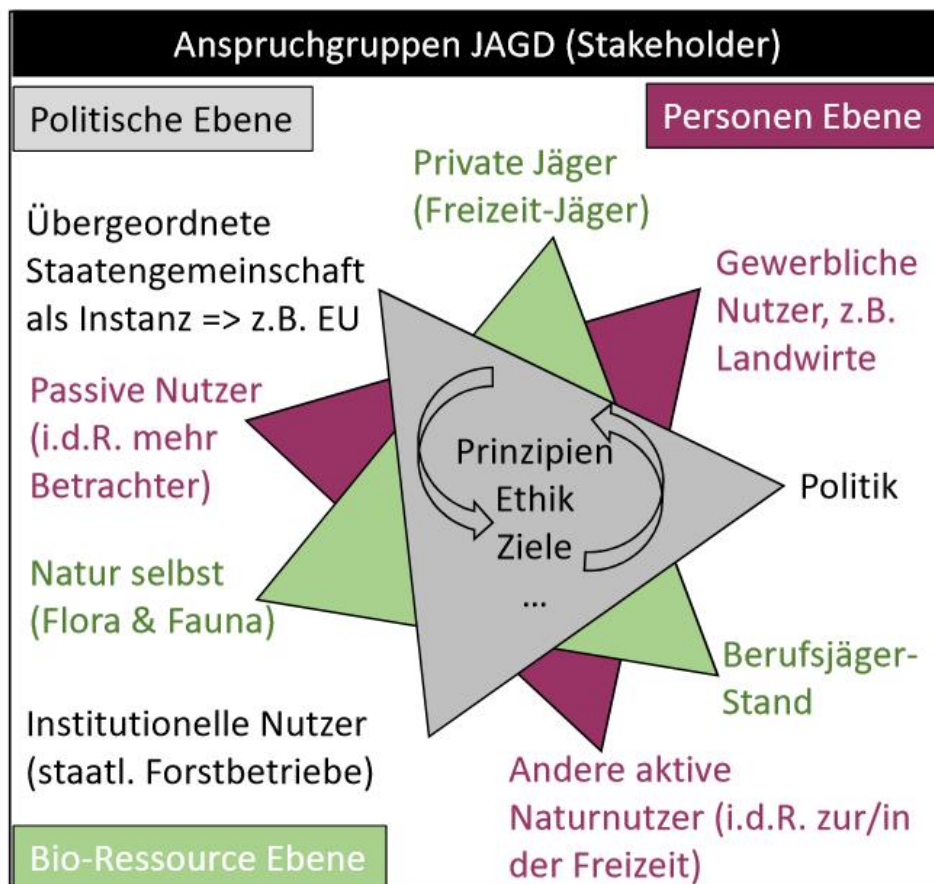 Anspruchgruppen JAGD (Stakeholder)
Politische Ebene
Personen Ebene
Private Jäger
(Freizeit-Jäger)
Übergeordnete
Staatengemeinschaft
als Instanz => z.B. EU
Gewerbliche
Nutzer, z.B.
Landwirte
Passive Nutzer
(i.d.R. mehr
Betrachter)
Prinzipien
Ethik
Ziele
...
Politik
Natur selbst
(Flora & Fauna)
Berufsjäger-
Stand
Institutionelle Nutzer
(staatl. Forstbetriebe)
Andere aktive
Naturnutzer (i.d.R. zur/in
der Freizeit)
Bio-Ressource Ebene